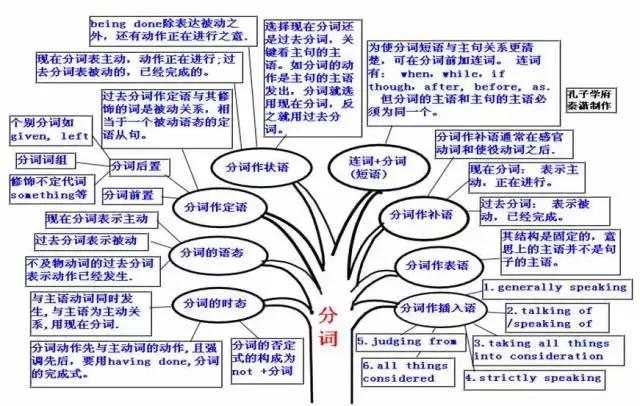 being done除表达被动之
外，还有动作正在进行之意.
现在分词表主动，动作正在进行；过
去分词表被动的，已经完成的。
过去分词作定语与其修
饰的词是被动关系，相
当于一个被动语态的定
语从句。
个别分词如
given, left
分词词组
修饰不定代词
something等
分词后置
分词前置
分词作定语
选择现在分词还
是过去分词，关
键看主句的主
语。如分词的动
作是主句的主语
发出，分词就选
用现在分词，反
之就用过去分
词。
分词作状语
为使分词短语与主句关系更清
楚，可在分词前加连词。 连词
有： when, while, if
though, after, before, as.
但分词的主语和主句的主语必
须为同一个。
连词+分词
(短语)
孔子学府
秦潇制作
分词作补语通常在感官
动词和使役动词之后.
现在分词： 表示主
动，正在进行。
过去分词： 表示被
动，已完成。
分词作补语
现在分词表示主动
过去分词表示被动
不及物动词的过去分词
表示动作已经发生.
分词的语态
其结构是固定的，意
思上的主语并不是句
子的主语。
分词作表语
与主语动词同时发
生，与主语为主动关
系，用现在分词.
分词的时态
分词动作先与主动词的动作，且强
调先后，要用having done,分词
的完成式。
分词的否定
式的构成为
not +分词
分词
分词作插入语
1.generally speaking
2.talking of
/speaking of
3.taking all things
into consideration
4.strictly speaking
5.judging from
6.all things
considered